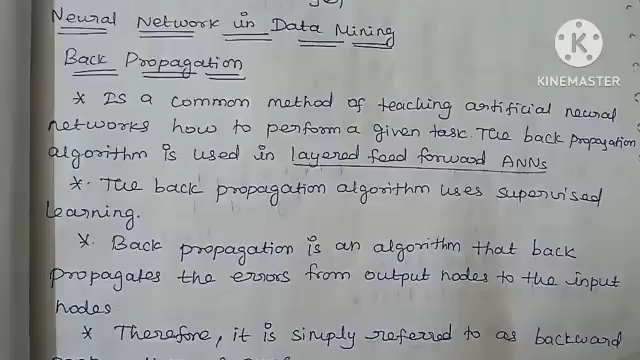 Neural Network in Data Mining
Back Propagation
* Is a common method of teaching artificial neural
networks how to perform a given task. The back propagation
algorithm is used in layered feed forward ANNs
*. The back propagation algorithm uses supervised
learning.
*. Back propagation is an algorithm that back
propagates the errors from output nodes to the input
nodes
* Therefore, it is simply referred to as backward
K
KINEMASTER